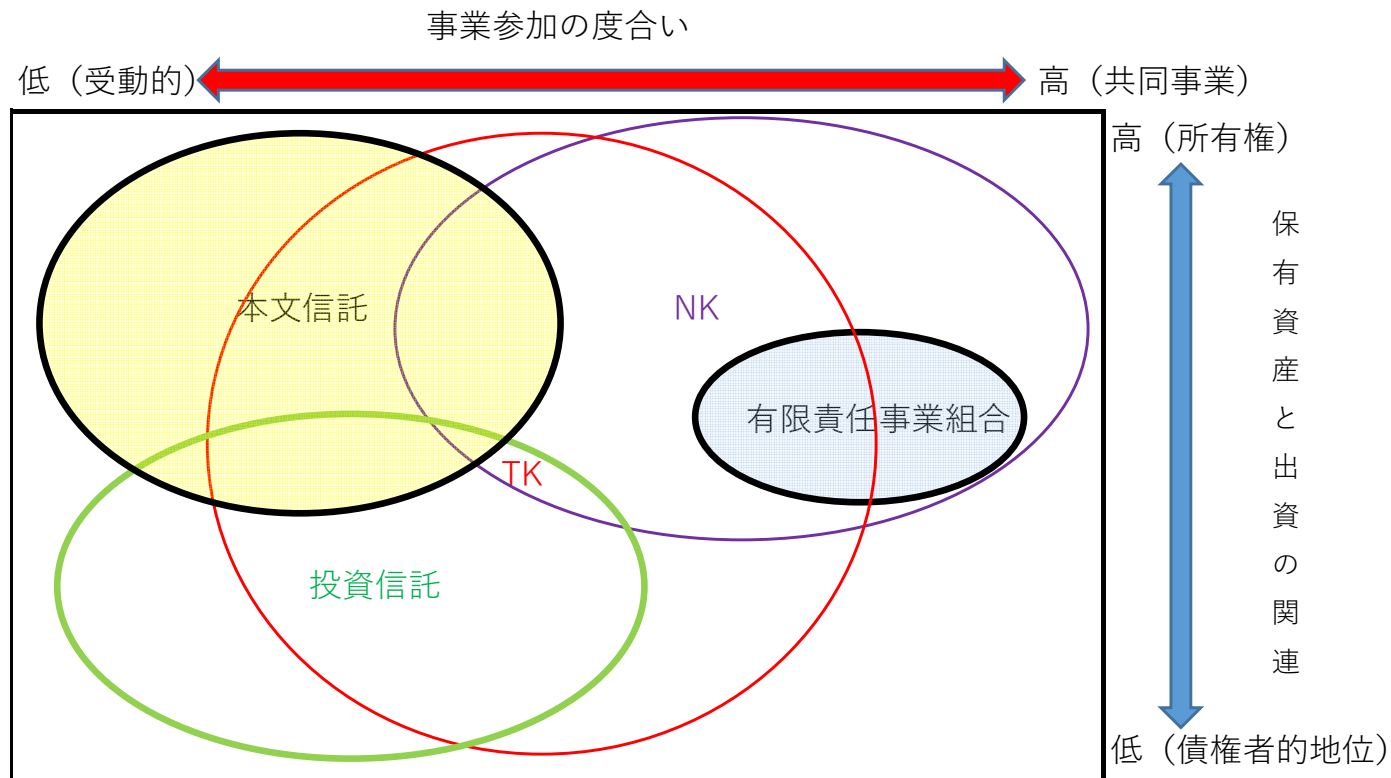 事業参加の度合い
低（受動的）
高（共同事業）
高（所有権）
保有資産と出資の関連
本文信託
NK
有限責任事業組合
TK
投資信託
低（債権者的地位）